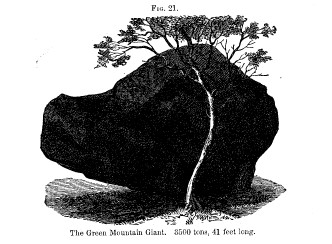 Fig. 21.
The Green Mountain Giant. 3500 tons, 41 feet long.